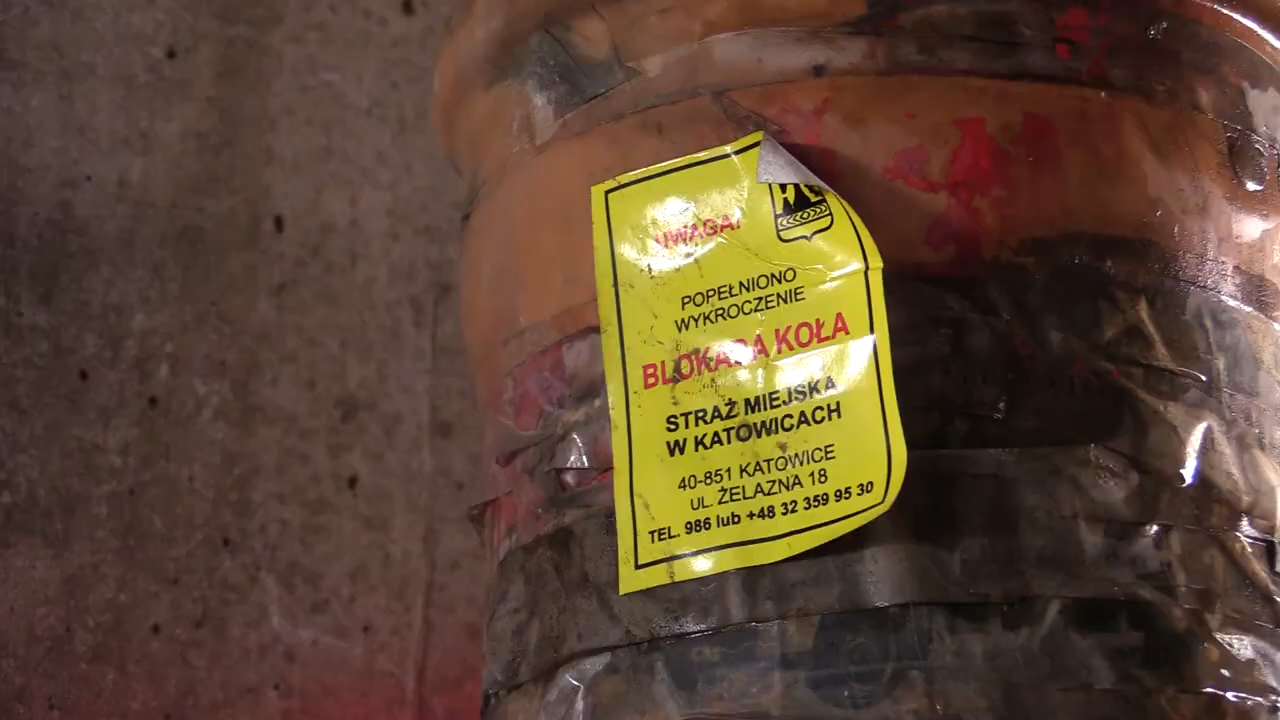 UWAGA!
POPEŁNIONO
WYKROCZENIE
BLOKADA KOŁA
STRAŻ MIEJSKA
W KATOWICACH
40-851 KATOWICE
UL. ŻELAZNA 18
TEL. 986 lub +48 32 359 95 30